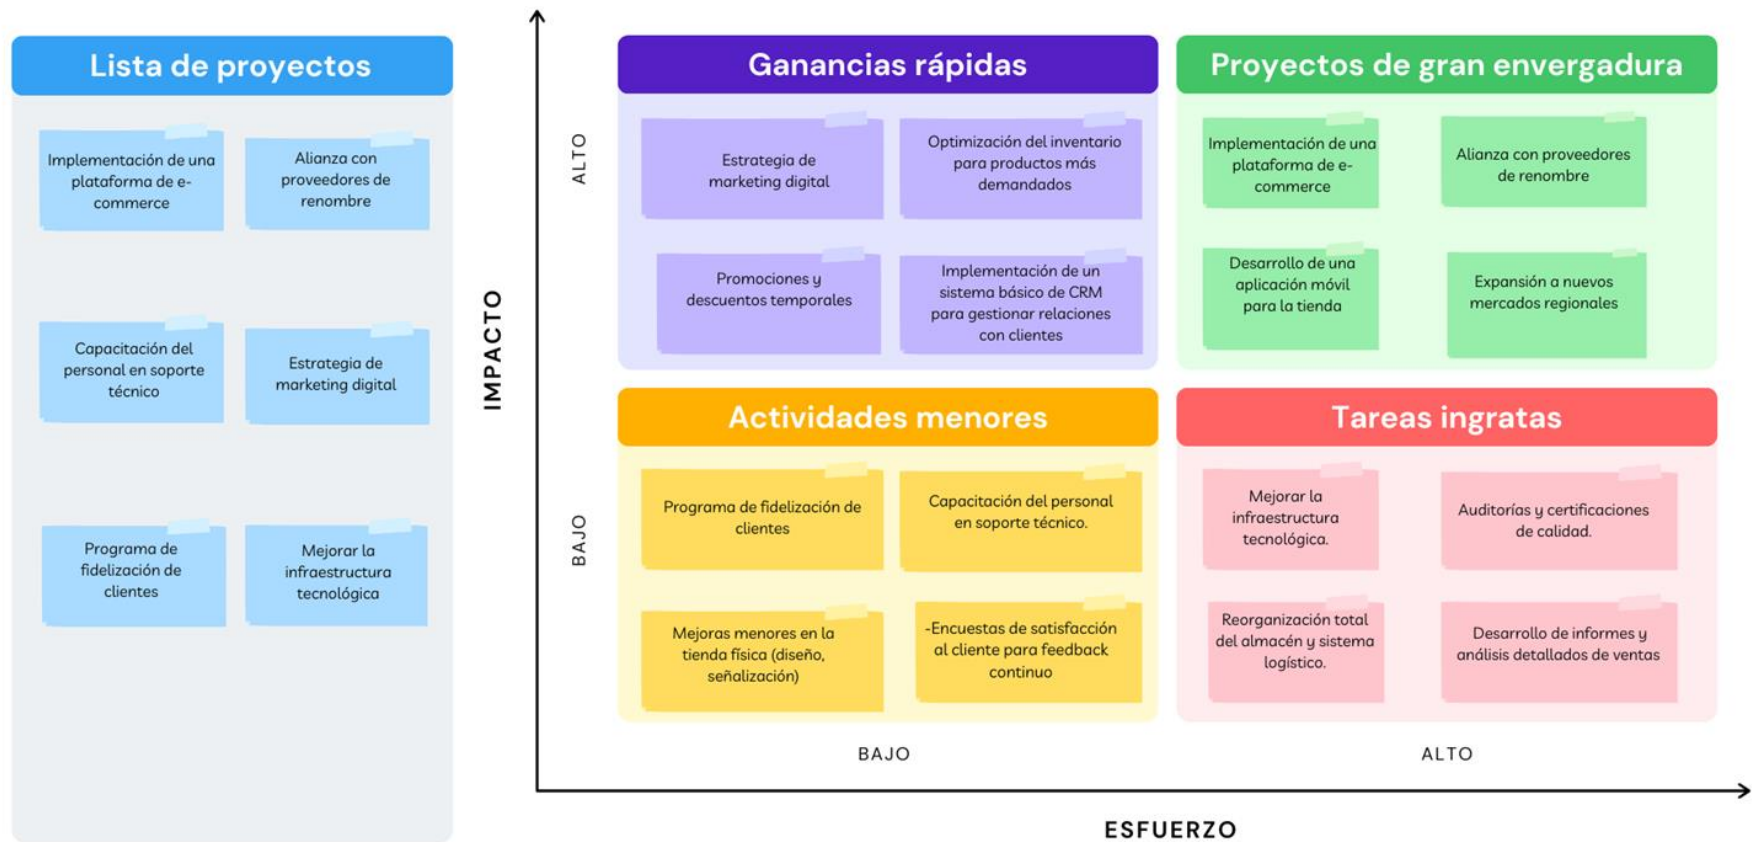 Lista de proyectos
Implementación de una
plataforma de e-
commerce
Alianza con
proveedores de
renombre
Capacitación del
personal en soporte
técnico
Estrategia de
marketing digital
Programa de
fidelización de
clientes
Mejorar la
infraestructura
tecnológica
IMPACTO
ALTO
BAJO
Ganancias rápidas
Estrategia de
marketing digital
Optimización del inventario
para productos más
demandados
Promociones y
descuentos temporales
Implementación de un
sistema básico de CRM
para gestionar relaciones
con clientes
Proyectos de gran envergadura
Implementación de una
plataforma de e-
commerce
Alianza con proveedores
de renombre
Desarrollo de una
aplicación móvil
para la tienda
Expansión a nuevos
mercados regionales
Actividades menores
Programa de fidelización de
clientes
Capacitación del personal
en soporte técnico.
Mejoras menores en la
tienda física (diseño,
señalización)
-Encuestas de satisfacción
al cliente para feedback
continuo
Tareas ingratas
Mejorar la
infraestructura
tecnológica.
Auditorías y certificaciones
de calidad.
Reorganización total
del almacén y sistema
logístico.
Desarrollo de informes y
análisis detallados de ventas
BAJO
ALTO
ESFUERZO